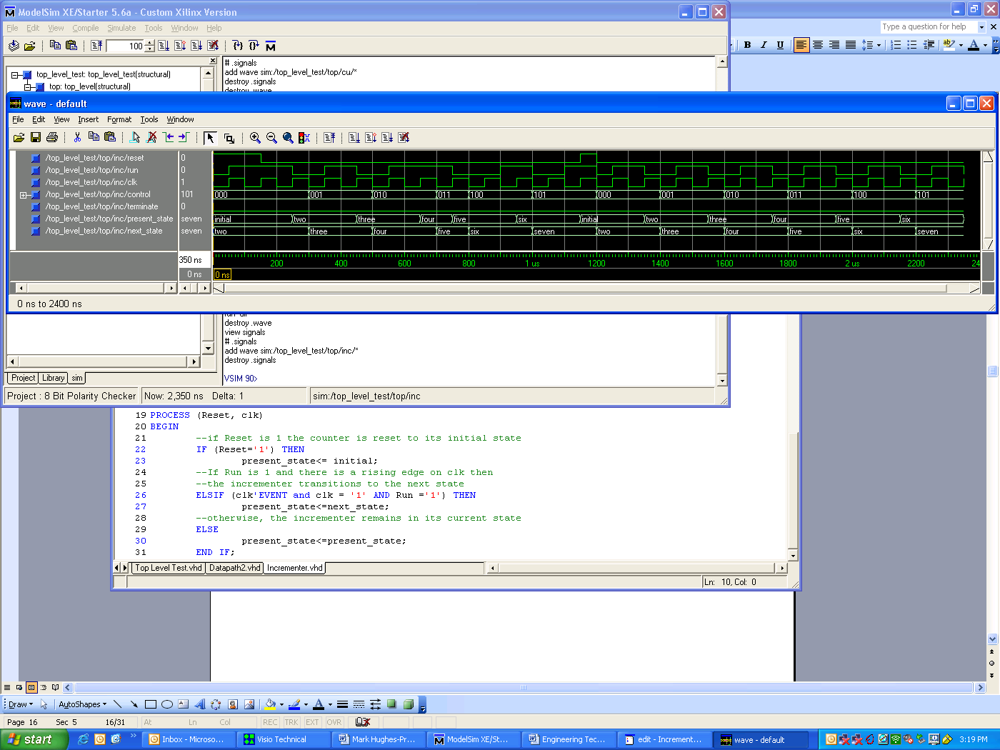 ModelSim XE/Starter 5.6a - Custom Xilinx Version
File Edit View Compile Simulate Tools Window Help
Type a question for help
100
B I U
top_level_test: top_level_test(structural)
top: top_level(structural)
# .signals
add wave sim:/top_level_test/top/cu/*
destroy .signals
destroy .wave
wave - default
File Edit View Insert Format Tools Window
/top_level_test/top/inc/reset 0
/top_level_test/top/inc/run 0
/top_level_test/top/inc/clk 1
/top_level_test/top/inc/control 101 000 001 010 011 100 101 000 001 010 011 100 101
/top_level_test/top/inc/terminate 0
/top_level_test/top/inc/present_state seven initial two three four five six initial two three four five six
/top_level_test/top/inc/next_state seven two three four five six seven two three four five six seven
350 ns 200 400 600 800 1 us 1200 1400 1600 1800 2 us 2200 24
0 ns 0 ns
0 ns to 2400 ns
run -all
destroy .wave
view signals
# .signals
add wave sim:/top_level_test/top/inc/*
destroy .signals
VSIM 90>
Project Library sim
Project : 8 Bit Polarity Checker Now: 2,350 ns Delta: 1 sim:/top_level_test/top/inc
19 PROCESS (Reset, clk)
20 BEGIN
21 --if Reset is 1 the counter is reset to its initial state
22 IF (Reset='1') THEN
23 present_state<= initial;
24 --If Run is 1 and there is a rising edge on clk then
25 --the incrementer transitions to the next state
26 ELSIF (clk'EVENT and clk = '1' AND Run ='1') THEN
27 present_state<=next_state;
28 --otherwise, the incrementer remains in its current state
29 ELSE
30 present_state<=present_state;
31 END IF;
Top Level Test.vhd Datapath2.vhd Incrementer.vhd
Ln: 10, Col: 0
Draw AutoShapes
Page 16 Sec 5 16/31 At Ln Col REC TRK EXT OVR
start Inbox - Microso... Visio Technical Mark Hughes-Pr... ModelSim XE/St... Engineering Tec... edit - Increment... wave - default 3:19 PM